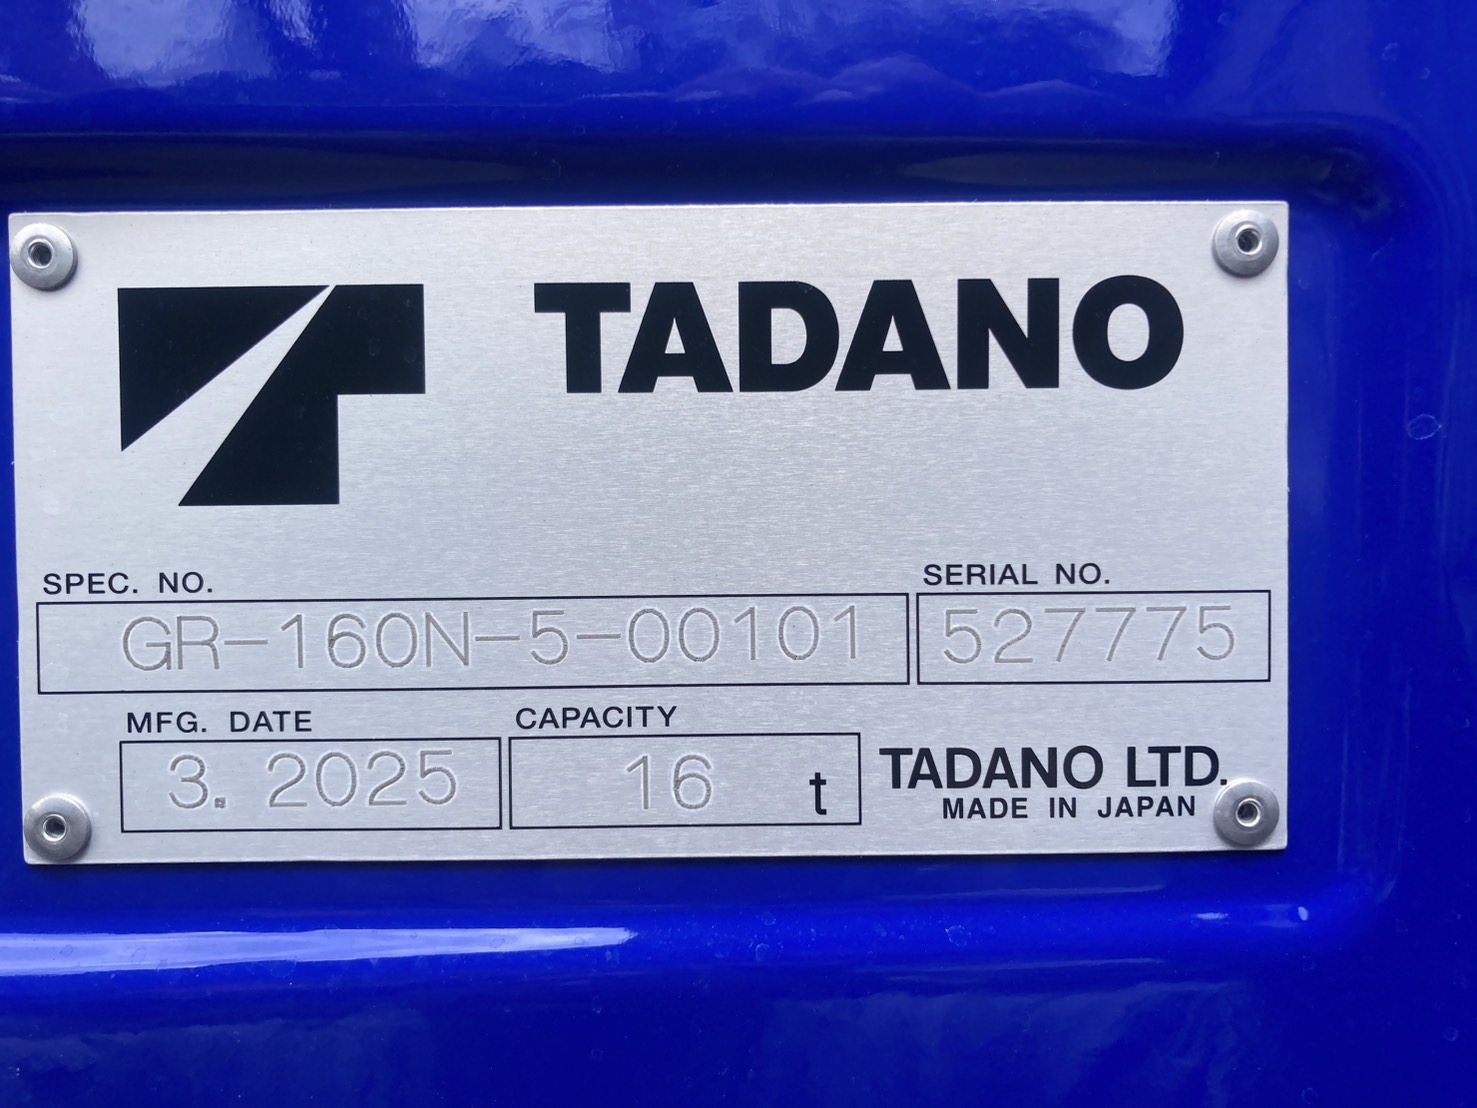 TADANO
SPEC. NO.
GR-160N-5-00101
SERIAL NO.
527775
MFG. DATE
3. 2025
CAPACITY
16 t
TADANO LTD.
MADE IN JAPAN